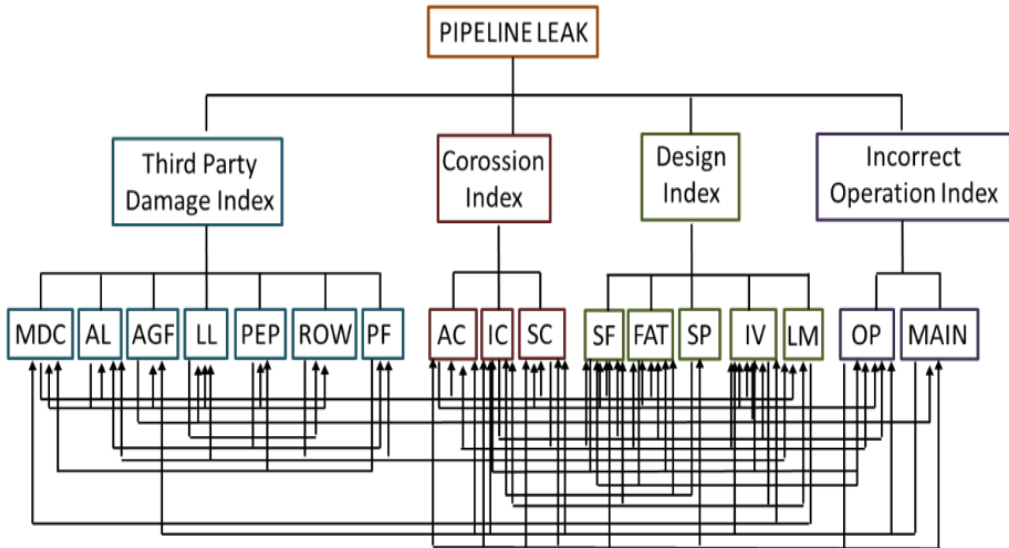 PIPELINE LEAK
Third Party
Damage Index
Corossion
Index
Design
Index
Incorrect
Operation Index
MDC
AL
AGF
LL
PEP
ROW
PF
AC
IC
SC
SF
FAT
SP
IV
LM
OP
MAIN